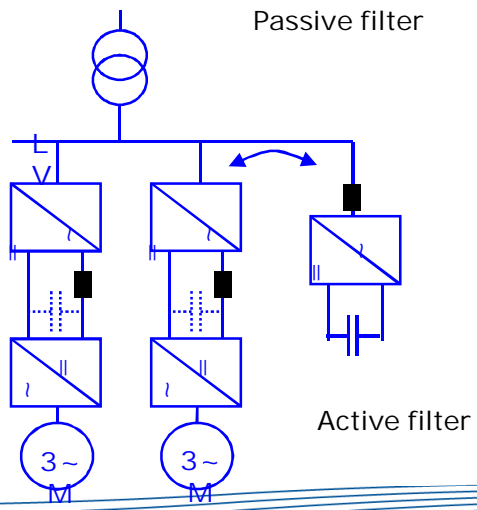 Passive filter
L
V
~
=
~
=
~
=
=
~
=
~
Active filter
3 ~
M
3 ~
M